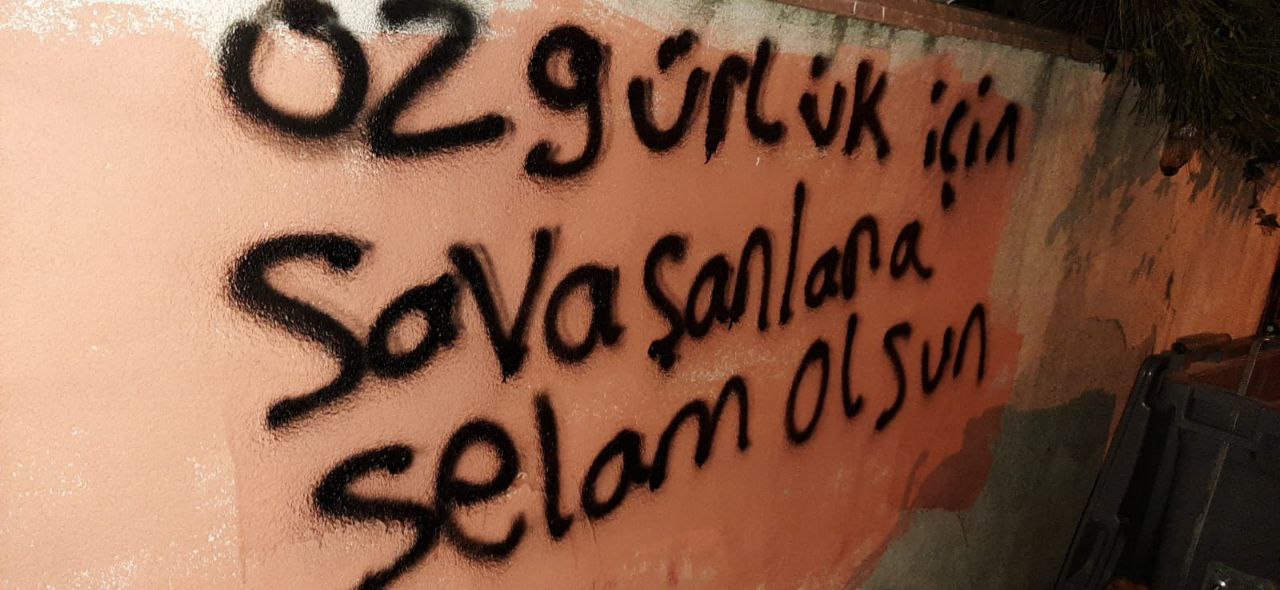 özgürlük için
Savaşanlara
Selam olsun